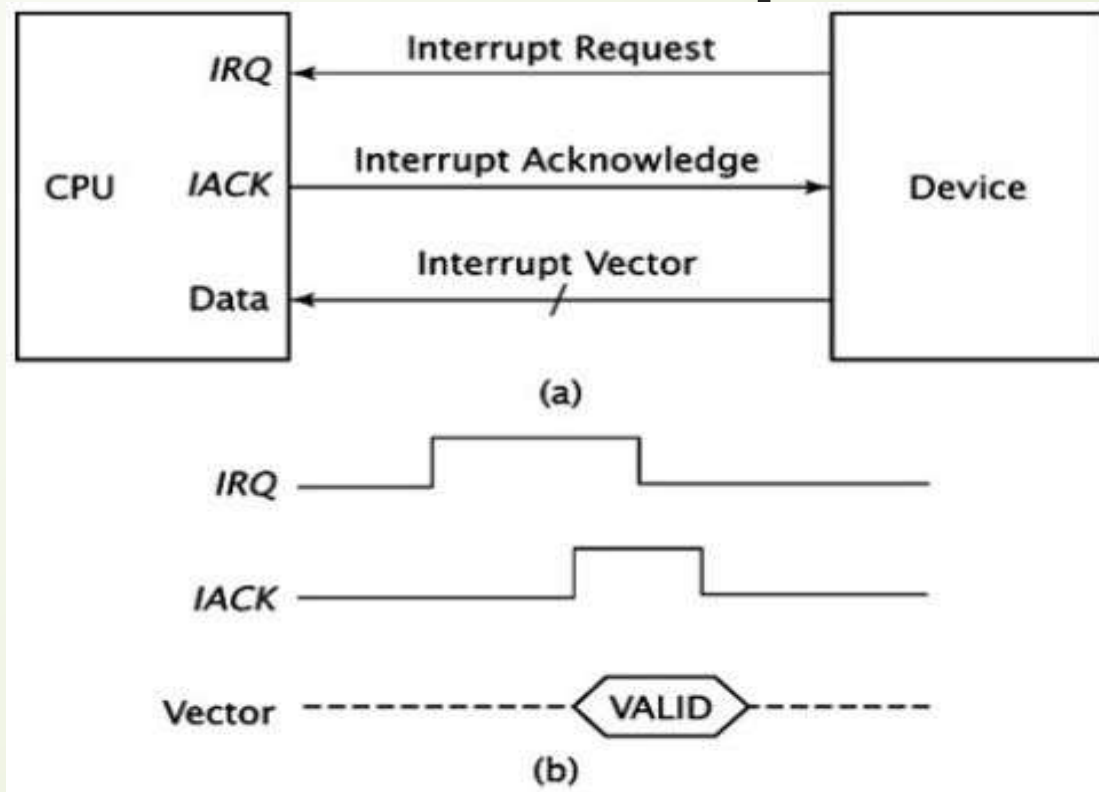 IRQ
Interrupt Request
CPU
IACK
Interrupt Acknowledge
Device
Data
Interrupt Vector
(a)
IRQ
IACK
Vector
VALID
(b)